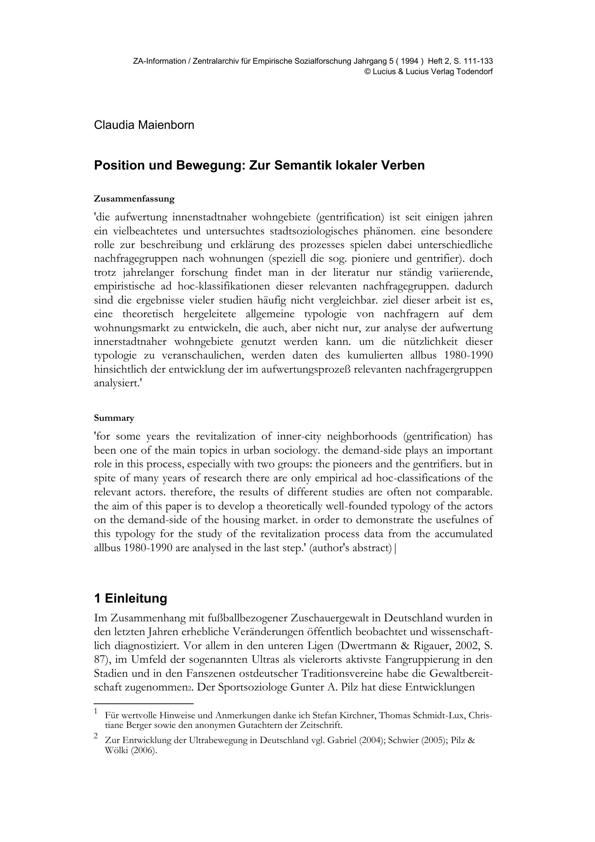 ZA-Information / Zentralarchiv für Empirische Sozialforschung Jahrgang 5 ( 1994 ) Heft 2, S. 111-133
© Lucius & Lucius Verlag Todendorf
Claudia Maienborn
Position und Bewegung: Zur Semantik lokaler Verben
Zusammenfassung
'die aufwertung innenstadtnaher wohngebiete (gentrification) ist seit einigen jahren
ein vielbeachtetes und untersuchtes stadtsoziologisches phänomen. eine besondere
rolle zur beschreibung und erklärung des prozesses spielen dabei unterschiedliche
nachfragegruppen nach wohnungen (speziell die sog. pioniere und gentrifier). doch
trotz jahrelanger forschung findet man in der literatur nur ständig variierende,
empiristische ad hoc-klassifikationen dieser relevanten nachfragegruppen. dadurch
sind die ergebnisse vieler studien häufig nicht vergleichbar. ziel dieser arbeit ist es,
eine theoretisch hergeleitete allgemeine typologie von nachfragern auf dem
wohnungsmarkt zu entwickeln, die auch, aber nicht nur, zur analyse der aufwertung
innerstadtnaher wohngebiete genutzt werden kann. um die nützlichkeit dieser
typologie zu veranschaulichen, werden daten des kumulierten allbus 1980-1990
hinsichtlich der entwicklung der im aufwertungsprozeß relevanten nachfragergruppen
analysiert.'
Summary
'for some years the revitalization of inner-city neighborhoods (gentrification) has
been one of the main topics in urban sociology. the demand-side plays an important
role in this process, especially with two groups: the pioneers and the gentrifiers. but in
spite of many years of research there are only empirical ad hoc-classifications of the
relevant actors. therefore, the results of different studies are often not comparable.
the aim of this paper is to develop a theoretically well-founded typology of the actors
on the demand-side of the housing market. in order to demonstrate the usefulnes of
this typology for the study of the revitalization process data from the accumulated
allbus 1980-1990 are analysed in the last step.' (author's abstract)|
1 Einleitung
Im Zusammenhang mit fußballbezogener Zuschauergewalt in Deutschland wurden in
den letzten Jahren erhebliche Veränderungen öffentlich beobachtet und wissenschaft-
lich diagnostiziert. Vor allem in den unteren Ligen (Dwertmann & Rigauer, 2002, S.
87), im Umfeld der sogenannten Ultras als vielerorts aktivste Fangruppierung in den
Stadien und in den Fanszenen ostdeutscher Traditionsvereine habe die Gewaltbereit-
schaft zugenommen2. Der Sportsoziologe Gunter A. Pilz hat diese Entwicklungen
1 Für wertvolle Hinweise und Anmerkungen danke ich Stefan Kirchner, Thomas Schmidt-Lux, Chris-
tiane Berger sowie den anonymen Gutachtern der Zeitschrift.
2 Zur Entwicklung der Ultrabewegung in Deutschland vgl. Gabriel (2004); Schwier (2005); Pilz &
Wölki (2006).